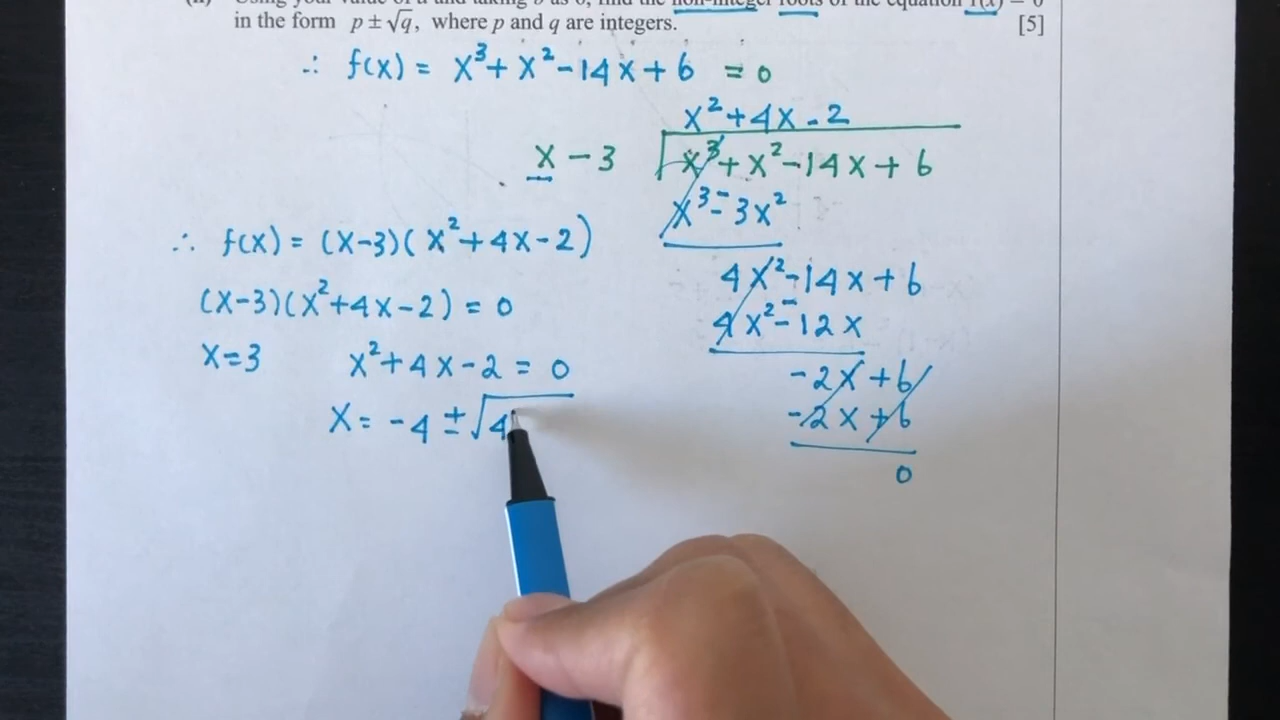 in the form p ± √q, where p and q are integers. [5]
∴ f(x) = x³ + x² - 14x + 6 = 0
x² + 4x - 2
x - 3 x³ + x² - 14x + 6
x³ - 3x²
∴ f(x) = (x-3)(x² + 4x - 2)
4x² - 14x + 6
(x-3)(x² + 4x - 2) = 0
4x² - 12x
x = 3 x² + 4x - 2 = 0
-2x + 6
x = -4 ± √4
-2x + 6
0